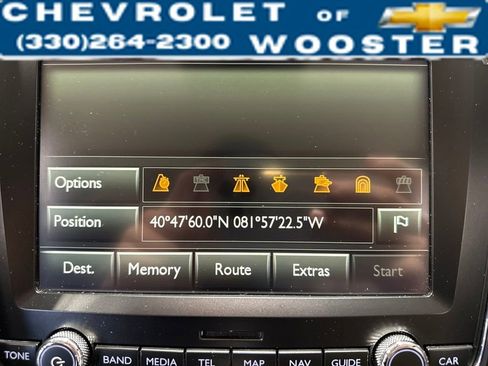 CHEVROLET OF
(330)264-2300 WOOSTER
Options
Position 40°47'60.0"N 081°57'22.5"W
Dest. Memory Route Extras Start
TONE BAND MEDIA TEL MAP NAV GUIDE CAR